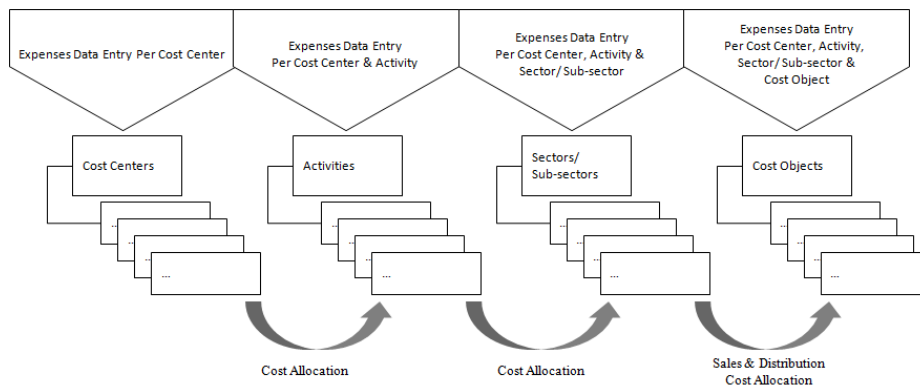 Expenses Data Entry Per Cost Center
Expenses Data Entry
Per Cost Center & Activity
Expenses Data Entry
Per Cost Center, Activity &
Sector/ Sub-sector
Expenses Data Entry
Per Cost Center, Activity,
Sector/ Sub-sector &
Cost Object
Cost Centers
...
...
...
...
Activities
...
...
...
...
Sectors/
Sub-sectors
...
...
...
...
Cost Objects
...
...
...
...
Cost Allocation
Cost Allocation
Sales & Distribution
Cost Allocation